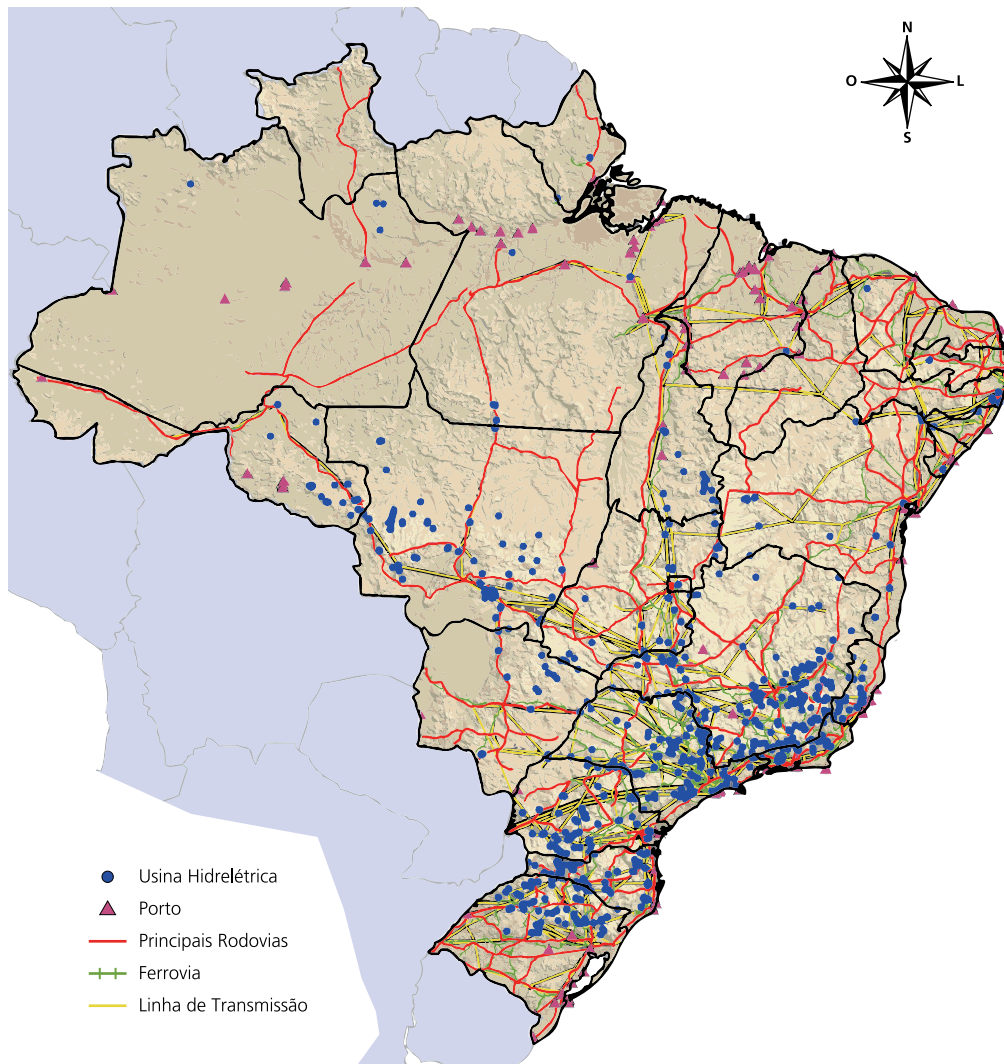 N
O
L
S
Usina Hidrelétrica
Porto
Principais Rodovias
Ferrovia
Linha de Transmissão